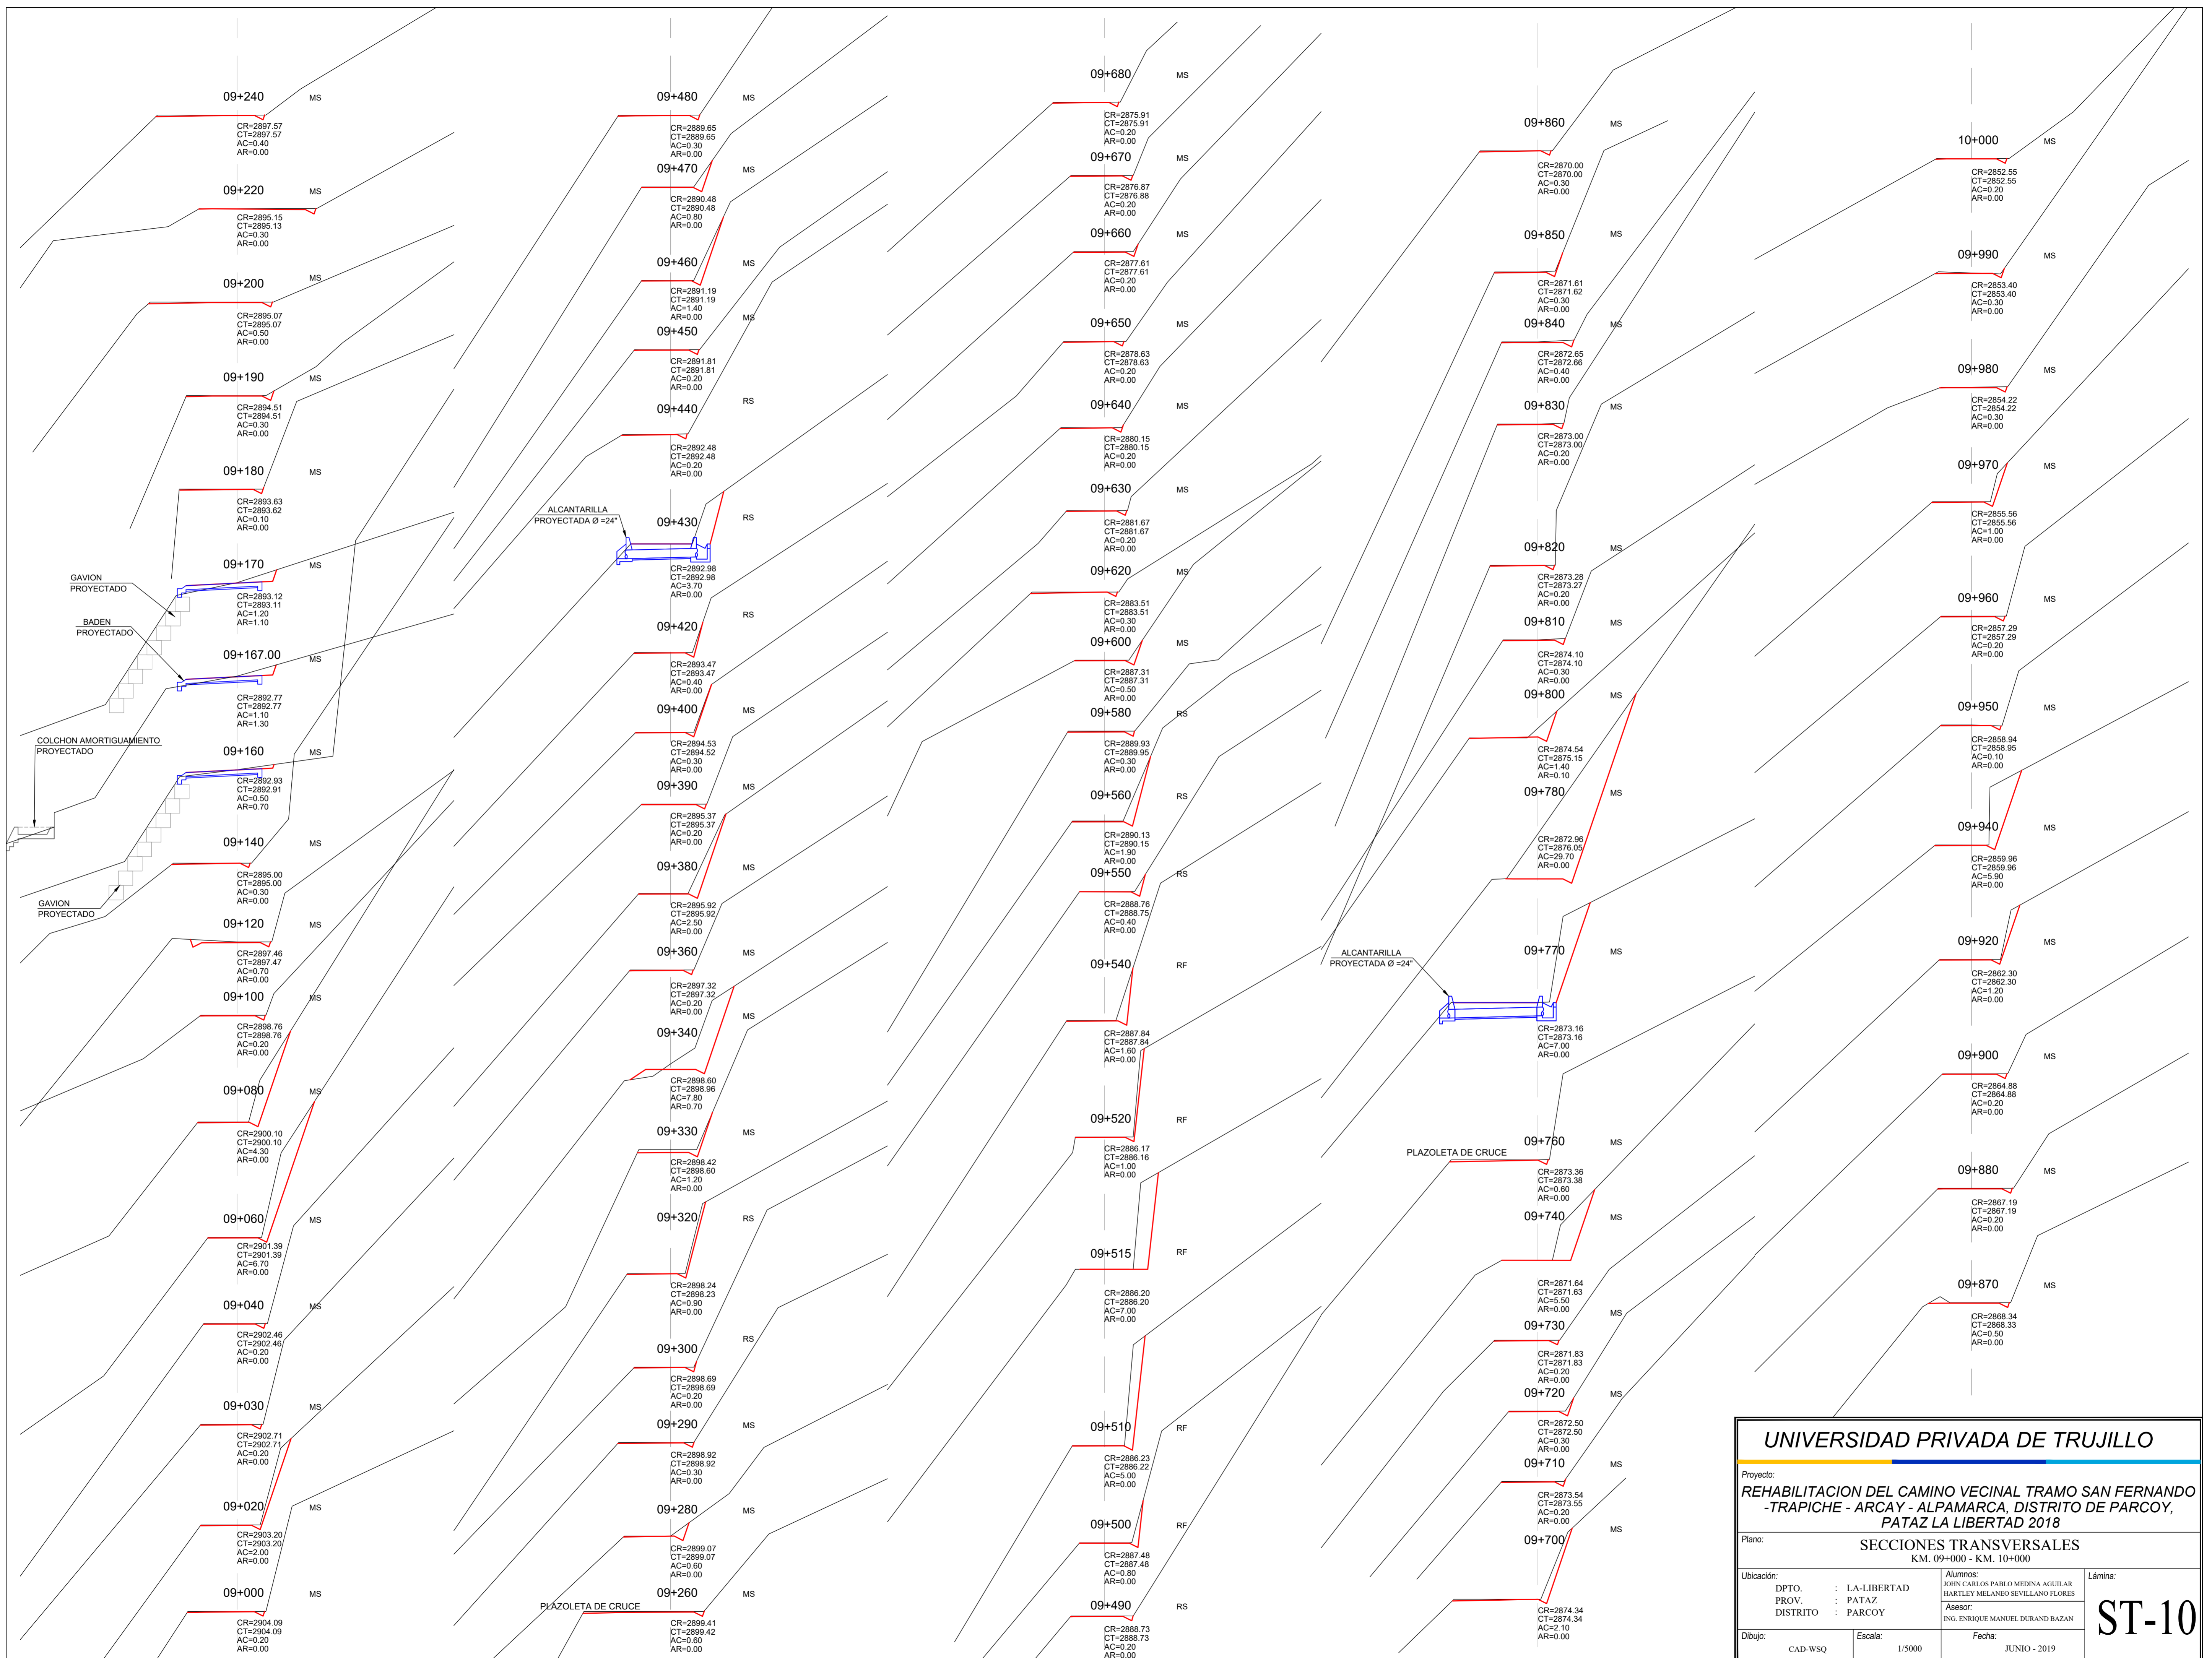 09+240 MS
CR=2897.57
CT=2897.57
AC=0.40
AR=0.00
09+220 MS
CR=2895.15
CT=2895.13
AC=0.30
AR=0.00
09+200 MS
CR=2895.07
CT=2895.07
AC=0.50
AR=0.00
09+190 MS
CR=2894.51
CT=2894.51
AC=0.30
AR=0.00
09+180 MS
CR=2893.63
CT=2893.62
AC=0.10
AR=0.00
09+170 MS
GAVION
PROYECTADO
CR=2893.12
CT=2893.11
AC=1.20
AR=1.10
BADEN
PROYECTADO
09+167.00 MS
CR=2892.77
CT=2892.77
AC=1.10
AR=1.30
COLCHON AMORTIGUAMIENTO
PROYECTADO
09+160 MS
CR=2892.93
CT=2892.91
AC=0.50
AR=0.70
09+140 MS
CR=2895.00
CT=2895.00
AC=0.30
AR=0.00
GAVION
PROYECTADO
09+120 MS
CR=2897.46
CT=2897.47
AC=0.70
AR=0.00
09+100 MS
CR=2898.76
CT=2898.76
AC=0.20
AR=0.00
09+080 MS
CR=2900.10
CT=2900.10
AC=4.30
AR=0.00
09+060 MS
CR=2901.39
CT=2901.39
AC=6.70
AR=0.00
09+040 MS
CR=2902.46
CT=2902.46
AC=0.20
AR=0.00
09+030 MS
CR=2902.71
CT=2902.71
AC=0.20
AR=0.00
09+020 MS
CR=2903.20
CT=2903.20
AC=2.00
AR=0.00
09+000 MS
CR=2904.09
CT=2904.09
AC=0.20
AR=0.00
09+480 MS
CR=2889.65
CT=2889.65
AC=0.30
AR=0.00
09+470 MS
CR=2890.48
CT=2890.48
AC=0.80
AR=0.00
09+460 MS
CR=2891.19
CT=2891.19
AC=1.40
AR=0.00
09+450 MS
CR=2891.81
CT=2891.81
AC=0.20
AR=0.00
09+440 RS
CR=2892.48
CT=2892.48
AC=0.20
AR=0.00
ALCANTARILLA
PROYECTADA Ø =24"
09+430 RS
CR=2892.98
CT=2892.98
AC=3.70
AR=0.00
09+420 RS
CR=2893.47
CT=2893.47
AC=0.40
AR=0.00
09+400 MS
CR=2894.53
CT=2894.52
AC=0.30
AR=0.00
09+390 MS
CR=2895.37
CT=2895.37
AC=0.20
AR=0.00
09+380 MS
CR=2895.92
CT=2895.92
AC=2.50
AR=0.00
09+360 MS
CR=2897.32
CT=2897.32
AC=0.20
AR=0.00
09+340 MS
CR=2898.60
CT=2898.96
AC=7.80
AR=0.70
09+330 MS
CR=2898.42
CT=2898.60
AC=1.20
AR=0.00
09+320 RS
CR=2898.24
CT=2898.23
AC=0.90
AR=0.00
09+300 RS
CR=2898.69
CT=2898.69
AC=0.20
AR=0.00
09+290 MS
CR=2898.92
CT=2898.92
AC=0.30
AR=0.00
09+280 MS
CR=2899.07
CT=2899.07
AC=0.60
AR=0.00
09+260 MS
PLAZOLETA DE CRUCE
CR=2899.41
CT=2899.42
AC=0.60
AR=0.00
09+680 MS
CR=2875.91
CT=2875.91
AC=0.20
AR=0.00
09+670 MS
CR=2876.87
CT=2876.88
AC=0.20
AR=0.00
09+660 MS
CR=2877.61
CT=2877.61
AC=0.20
AR=0.00
09+650 MS
CR=2878.63
CT=2878.63
AC=0.20
AR=0.00
09+640 MS
CR=2880.15
CT=2880.15
AC=0.20
AR=0.00
09+630 MS
CR=2881.67
CT=2881.67
AC=0.20
AR=0.00
09+620 MS
CR=2883.51
CT=2883.51
AC=0.30
AR=0.00
09+600 MS
CR=2887.31
CT=2887.31
AC=0.50
AR=0.00
09+580 RS
CR=2889.93
CT=2889.95
AC=0.30
AR=0.00
09+560 RS
CR=2890.13
CT=2890.15
AC=1.90
AR=0.00
09+550 RS
CR=2888.76
CT=2888.75
AC=0.40
AR=0.00
09+540 RF
CR=2887.84
CT=2887.84
AC=1.60
AR=0.00
09+520 RF
CR=2886.17
CT=2886.16
AC=1.00
AR=0.00
09+515 RF
CR=2886.20
CT=2886.20
AC=7.00
AR=0.00
09+510 RF
CR=2886.23
CT=2886.22
AC=5.00
AR=0.00
09+500 RF
CR=2887.48
CT=2887.48
AC=0.80
AR=0.00
09+490 RS
CR=2888.73
CT=2888.73
AC=0.20
AR=0.00
09+860 MS
CR=2870.00
CT=2870.00
AC=0.30
AR=0.00
09+850 MS
CR=2871.61
CT=2871.62
AC=0.30
AR=0.00
09+840 MS
CR=2872.65
CT=2872.66
AC=0.40
AR=0.00
09+830 MS
CR=2873.00
CT=2873.00
AC=0.20
AR=0.00
09+820 MS
CR=2873.28
CT=2873.27
AC=0.20
AR=0.00
09+810 MS
CR=2874.10
CT=2874.10
AC=0.30
AR=0.00
09+800 MS
CR=2874.54
CT=2875.15
AC=1.40
AR=0.10
09+780 MS
CR=2872.96
CT=2876.05
AC=29.70
AR=0.00
ALCANTARILLA
PROYECTADA Ø =24"
09+770 MS
CR=2873.16
CT=2873.16
AC=7.00
AR=0.00
09+760 MS
PLAZOLETA DE CRUCE
CR=2873.36
CT=2873.38
AC=0.60
AR=0.00
09+740 MS
CR=2871.64
CT=2871.63
AC=5.50
AR=0.00
09+730 MS
CR=2871.83
CT=2871.83
AC=0.20
AR=0.00
09+720 MS
CR=2872.50
CT=2872.50
AC=0.30
AR=0.00
09+710 MS
CR=2873.54
CT=2873.55
AC=0.20
AR=0.00
09+700 MS
CR=2874.34
CT=2874.34
AC=2.10
AR=0.00
10+000 MS
CR=2852.55
CT=2852.55
AC=0.20
AR=0.00
09+990 MS
CR=2853.40
CT=2853.40
AC=0.30
AR=0.00
09+980 MS
CR=2854.22
CT=2854.22
AC=0.30
AR=0.00
09+970 MS
CR=2855.56
CT=2855.56
AC=1.00
AR=0.00
09+960 MS
CR=2857.29
CT=2857.29
AC=0.20
AR=0.00
09+950 MS
CR=2858.94
CT=2858.95
AC=0.10
AR=0.00
09+940 MS
CR=2859.96
CT=2859.96
AC=5.90
AR=0.00
09+920 MS
CR=2862.30
CT=2862.30
AC=1.20
AR=0.00
09+900 MS
CR=2864.88
CT=2864.88
AC=0.20
AR=0.00
09+880 MS
CR=2867.19
CT=2867.19
AC=0.20
AR=0.00
09+870 MS
CR=2868.34
CT=2868.33
AC=0.50
AR=0.00
UNIVERSIDAD PRIVADA DE TRUJILLO
Proyecto:
REHABILITACION DEL CAMINO VECINAL TRAMO SAN FERNANDO
-TRAPICHE - ARCAY - ALPAMARCA, DISTRITO DE PARCOY,
PATAZ LA LIBERTAD 2018
Plano:
SECCIONES TRANSVERSALES
KM. 09+000 - KM. 10+000
Ubicación:
DPTO. : LA-LIBERTAD
PROV. : PATAZ
DISTRITO : PARCOY
Alumnos:
JOHN CARLOS PABLO MEDINA AGUILAR
HARTLEY MELANEO SEVILLANO FLORES
Asesor:
ING. ENRIQUE MANUEL DURAND BAZAN
Lámina:
ST-10
Dibujo:
CAD-WSQ
Escala:
1/5000
Fecha:
JUNIO - 2019